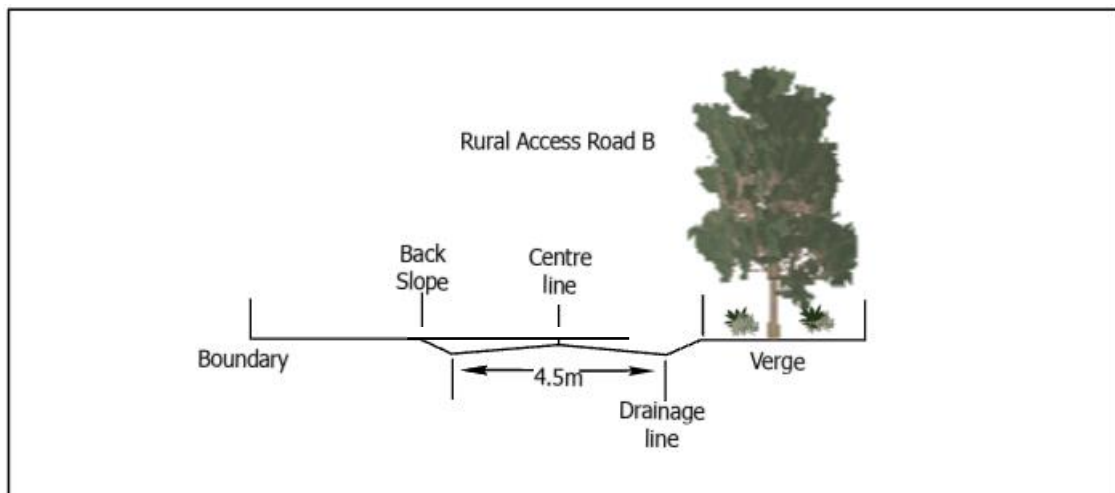 Rural Access Road B
Back
Slope
Centre
line
Boundary
4.5m
Verge
Drainage
line